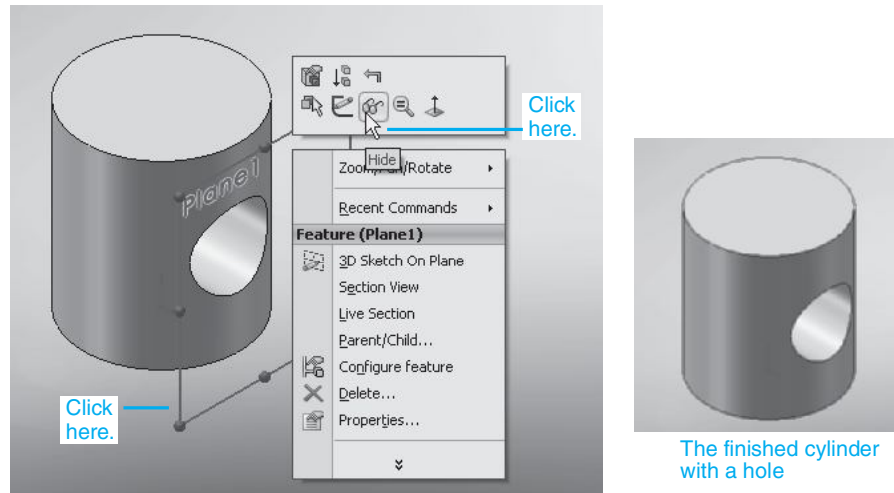 Click
here.
Hide
Plane1
Zoom/Pan/Rotate
Recent Commands
Feature (Plane1)
3D Sketch On Plane
Section View
Live Section
Parent/Child...
Configure feature
Delete...
Properties...
Click
here.
The finished cylinder
with a hole